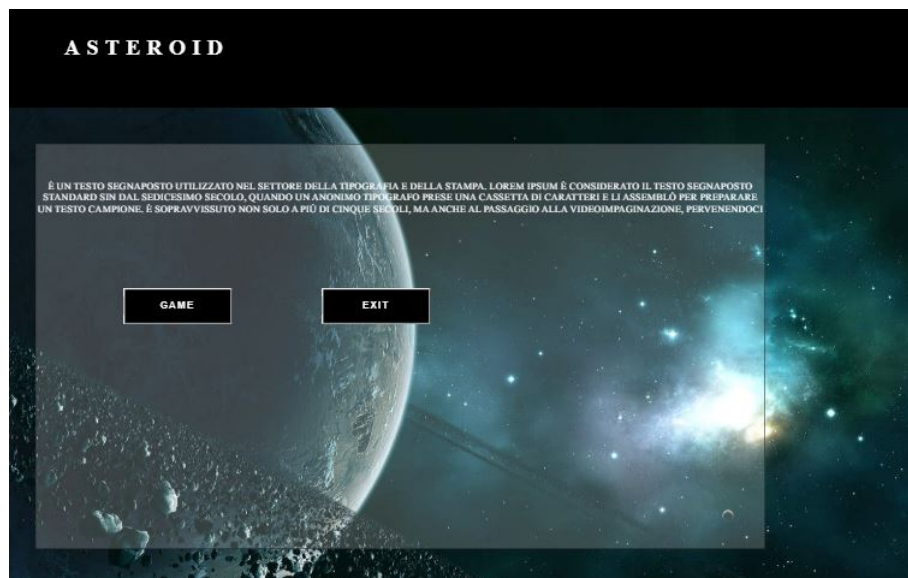 ASTEROID
È UN TESTO SEGNAPOSTO UTILIZZATO NEL SETTORE DELLA TIPOGRAFIA E DELLA STAMPA. LOREM IPSUM È CONSIDERATO IL TESTO SEGNAPOSTO
STANDARD SIN DAL SEDICESIMO SECOLO, QUANDO UN ANONIMO TIPOGRAFO PRESE UNA CASSETTA DI CARATTERI E LI ASSEMBLÒ PER PREPARARE
UN TESTO CAMPIONE. È SOPRAVVISSUTO NON SOLO A PIÙ DI CINQUE SECOLI, MA ANCHE AL PASSAGGIO ALLA VIDEOIMPAGINAZIONE, PERVENENDOCI
GAME EXIT